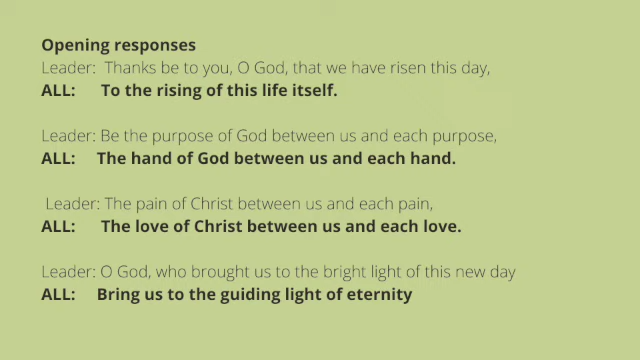 Opening responses
Leader: Thanks be to you, O God, that we have risen this day,
ALL: To the rising of this life itself.
Leader: Be the purpose of God between us and each purpose,
ALL: The hand of God between us and each hand.
Leader: The pain of Christ between us and each pain,
ALL: The love of Christ between us and each love.
Leader: O God, who brought us to the bright light of this new day
ALL: Bring us to the guiding light of eternity